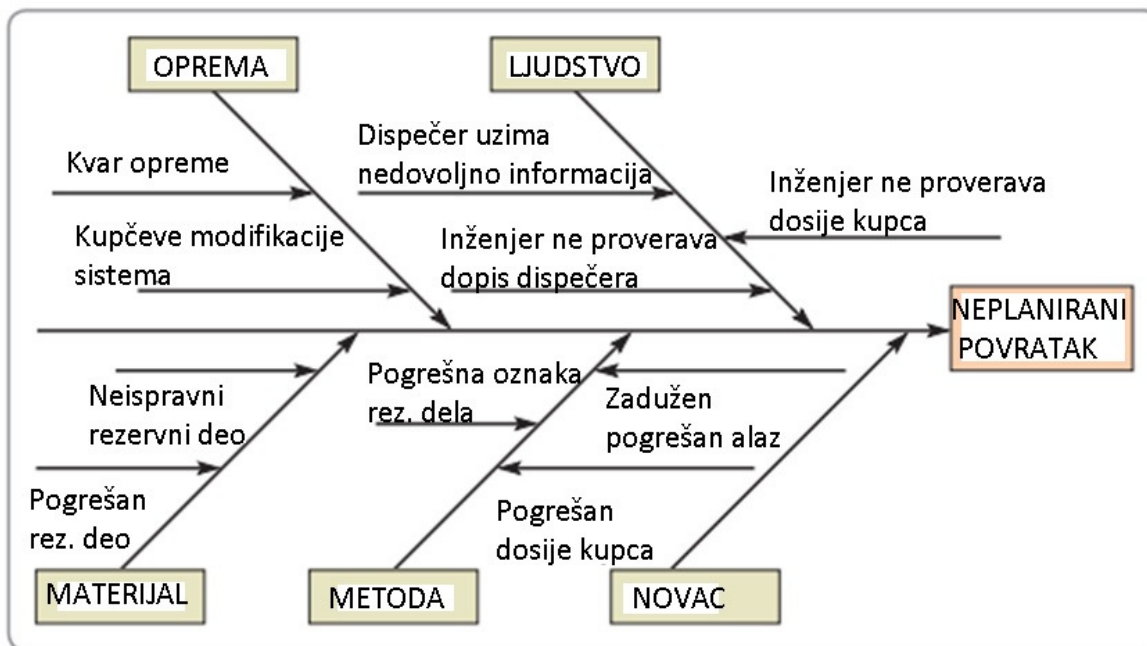 OPREMA
LJUDSTVO
Kvar opreme
Kupčeve modifikacije
sistema
Dispečer uzima
nedovoljno informacija
Inženjer ne proverava
dopis dispečera
Inženjer ne proverava
dosije kupca
NEPLANIRANI
POVRATAK
Neispravni
rezervni deo
Pogrešan
rez. deo
Pogrešna oznaka
rez. dela
Zadužen
pogrešan alaz
Pogrešan
dosije kupca
MATERIJAL
METODA
NOVAC